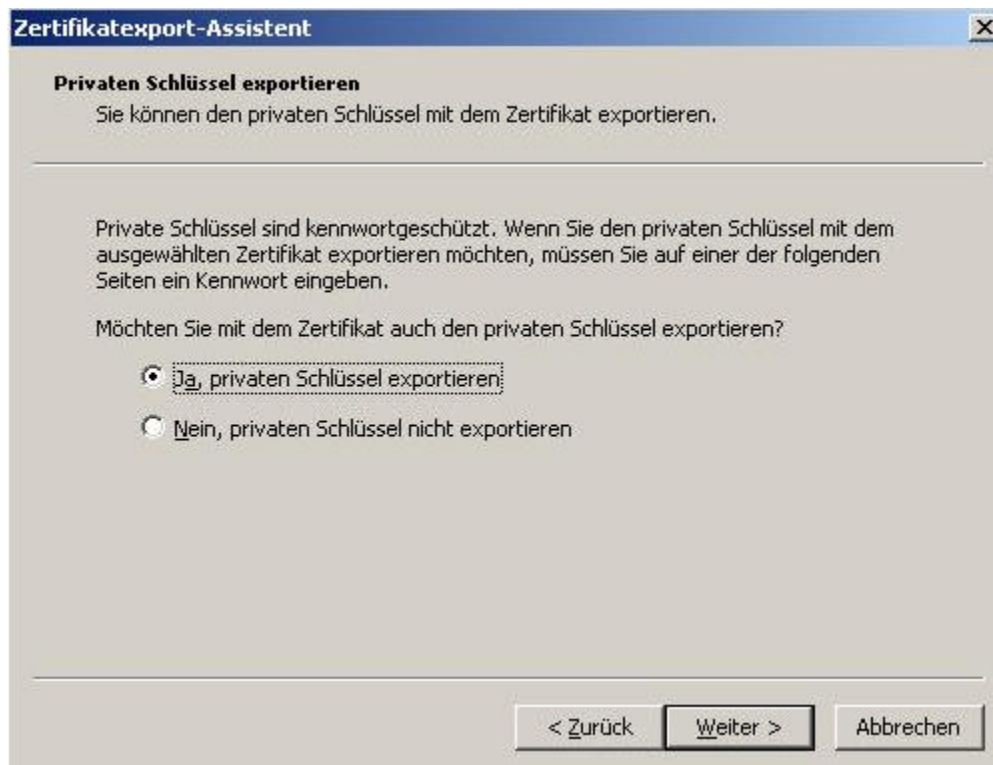 Zertifikatexport-Assistent
Privaten Schlüssel exportieren
Sie können den privaten Schlüssel mit dem Zertifikat exportieren.
Private Schlüssel sind kennwortgeschützt. Wenn Sie den privaten Schlüssel mit dem
ausgewählten Zertifikat exportieren möchten, müssen Sie auf einer der folgenden
Seiten ein Kennwort eingeben.
Möchten Sie mit dem Zertifikat auch den privaten Schlüssel exportieren?
Ja, privaten Schlüssel exportieren
Nein, privaten Schlüssel nicht exportieren
< Zurück Weiter > Abbrechen